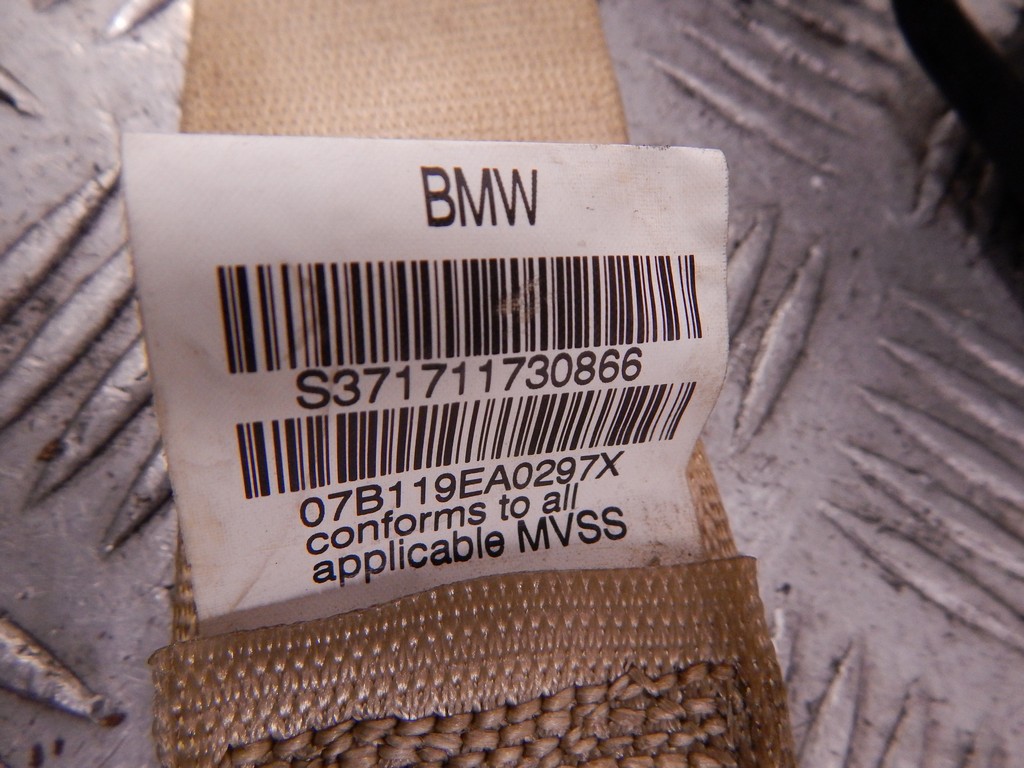 BMW
S371711730866
07B119EA0297X
conforms to all
applicable MVSS